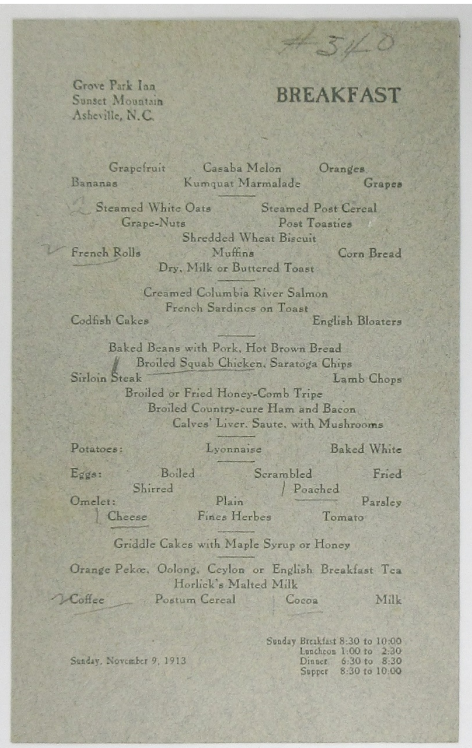 # 340
Grove Park Inn
Sunset Mountain
Asheville, N.C.
BREAKFAST
Grapefruit Casaba Melon Oranges
Bananas Kumquat Marmalade Grapes
Steamed White Oats Steamed Post Cereal
Grape-Nuts Post Toasties
Shredded Wheat Biscuit
French Rolls Muffins Corn Bread
Dry, Milk or Buttered Toast
Creamed Columbia River Salmon
French Sardines on Toast
Codfish Cakes English Bloaters
Baked Beans with Pork, Hot Brown Bread
Broiled Squab Chicken, Saratoga Chips
Sirloin Steak Lamb Chops
Broiled or Fried Honey-Comb Tripe
Broiled Country-cure Ham and Bacon
Calves' Liver, Saute, with Mushrooms
Potatoes: Lyonnaise Baked White
Eggs: Boiled Scrambled Fried
Shirred Poached
Omelet: Plain Parsley
Cheese Fines Herbes Tomato
Griddle Cakes with Maple Syrup or Honey
Orange Pekoe, Oolong, Ceylon or English Breakfast Tea
Horlick's Malted Milk
Coffee Postum Cereal Cocoa Milk
Sunday, November 9, 1913
Sunday Breakfast 8:30 to 10:00
Luncheon 1:00 to 2:30
Dinner 6:30 to 8:30
Supper 8:30 to 10:00